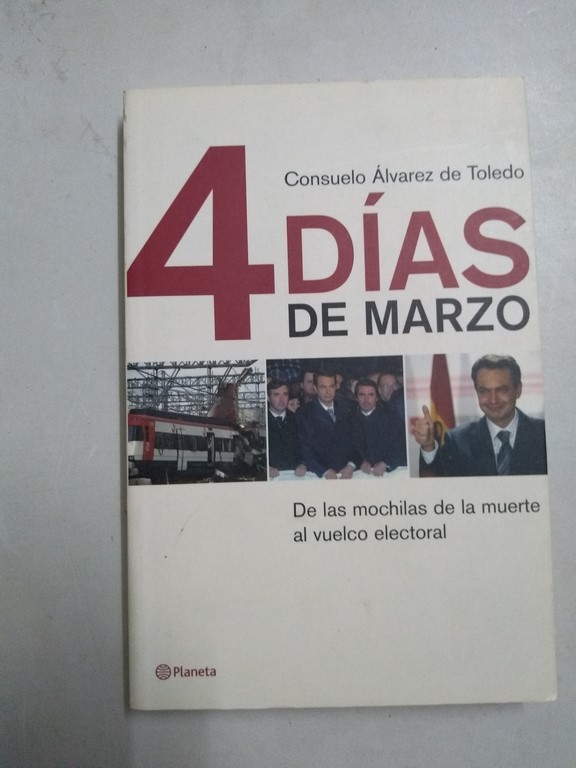 Consuelo Álvarez de Toledo
4 DÍAS
DE MARZO
De las mochilas de la muerte
al vuelco electoral
Planeta